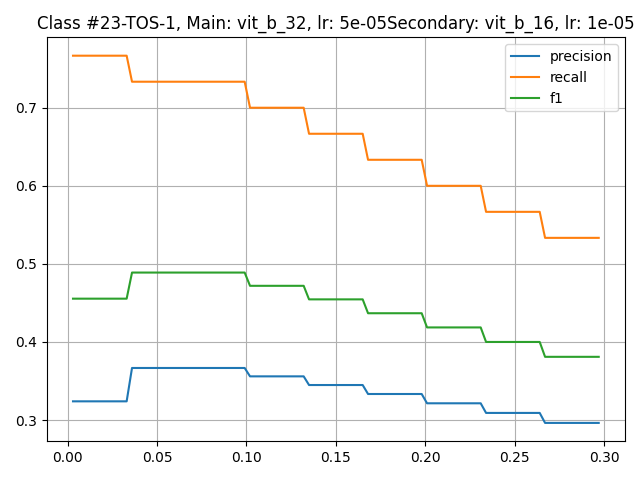 Class #23-TOS-1, Main: vit_b_32, lr: 5e-05Secondary: vit_b_16, lr: 1e-05
precision
recall
f1
0.7
0.6
0.5
0.4
0.3
0.00 0.05 0.10 0.15 0.20 0.25 0.30